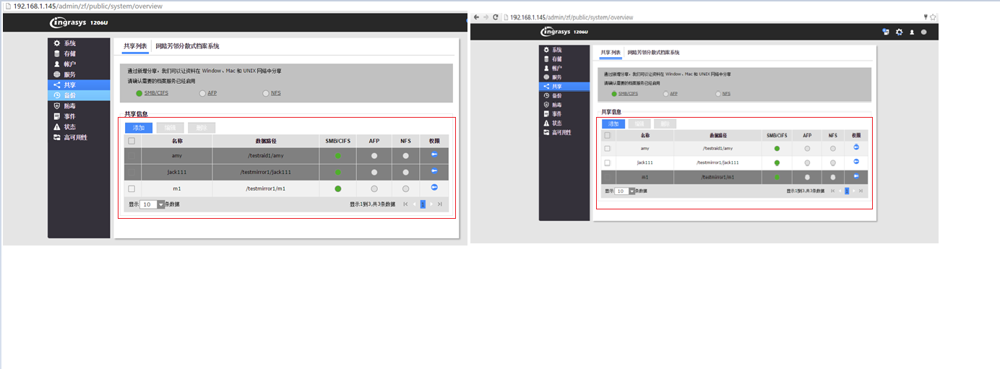 192.168.1.145/admin/zf/public/system/overview
ingrasys 1206U
系统
存储
帐户
服务
共享
备份
防毒
事件
状态
高可用性
共享列表 网路芳邻分散式档案系统
通过新增分享，我们可以让资料在 Window、Mac 和 UNIX 网络中分享
请确认需要的档案服务已经启用
SMB/CIFS AFP NFS
共享信息
添加 编辑 删除
名称 数据路径 SMB/CIFS AFP NFS 权限
amy /testraid1/amy
jack111 /testmirror1/jack111
m1 /testmirror1/m1
显示 10 条数据 显示1到3,共3条数据 1
192.168.1.145/admin/zf/public/system/overview
ingrasys 1206U
系统
存储
帐户
服务
共享
备份
防毒
事件
状态
高可用性
共享列表 网路芳邻分散式档案系统
通过新增分享，我们可以让资料在 Window、Mac 和 UNIX 网络中分享
请确认需要的档案服务已经启用
SMB/CIFS AFP NFS
共享信息
添加 编辑 删除
名称 数据路径 SMB/CIFS AFP NFS 权限
amy /testraid1/amy
jack111 /testmirror1/jack111
m1 /testmirror1/m1
显示 10 条数据 显示1到3,共3条数据 1